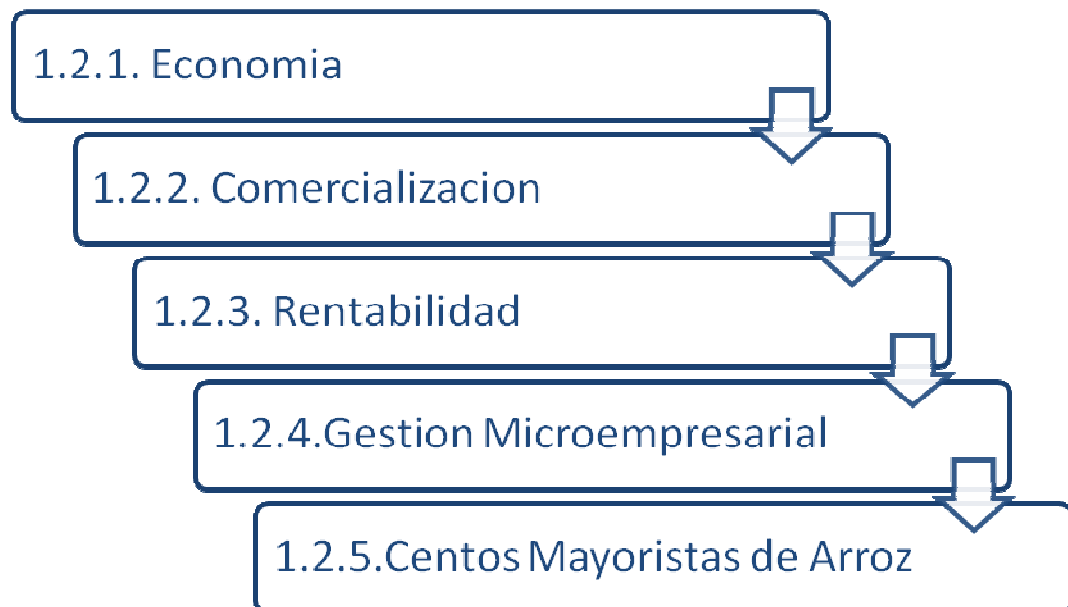 1.2.1. Economia
1.2.2. Comercializacion
1.2.3. Rentabilidad
1.2.4.Gestion Microempresarial
1.2.5.Centos Mayoristas de Arroz